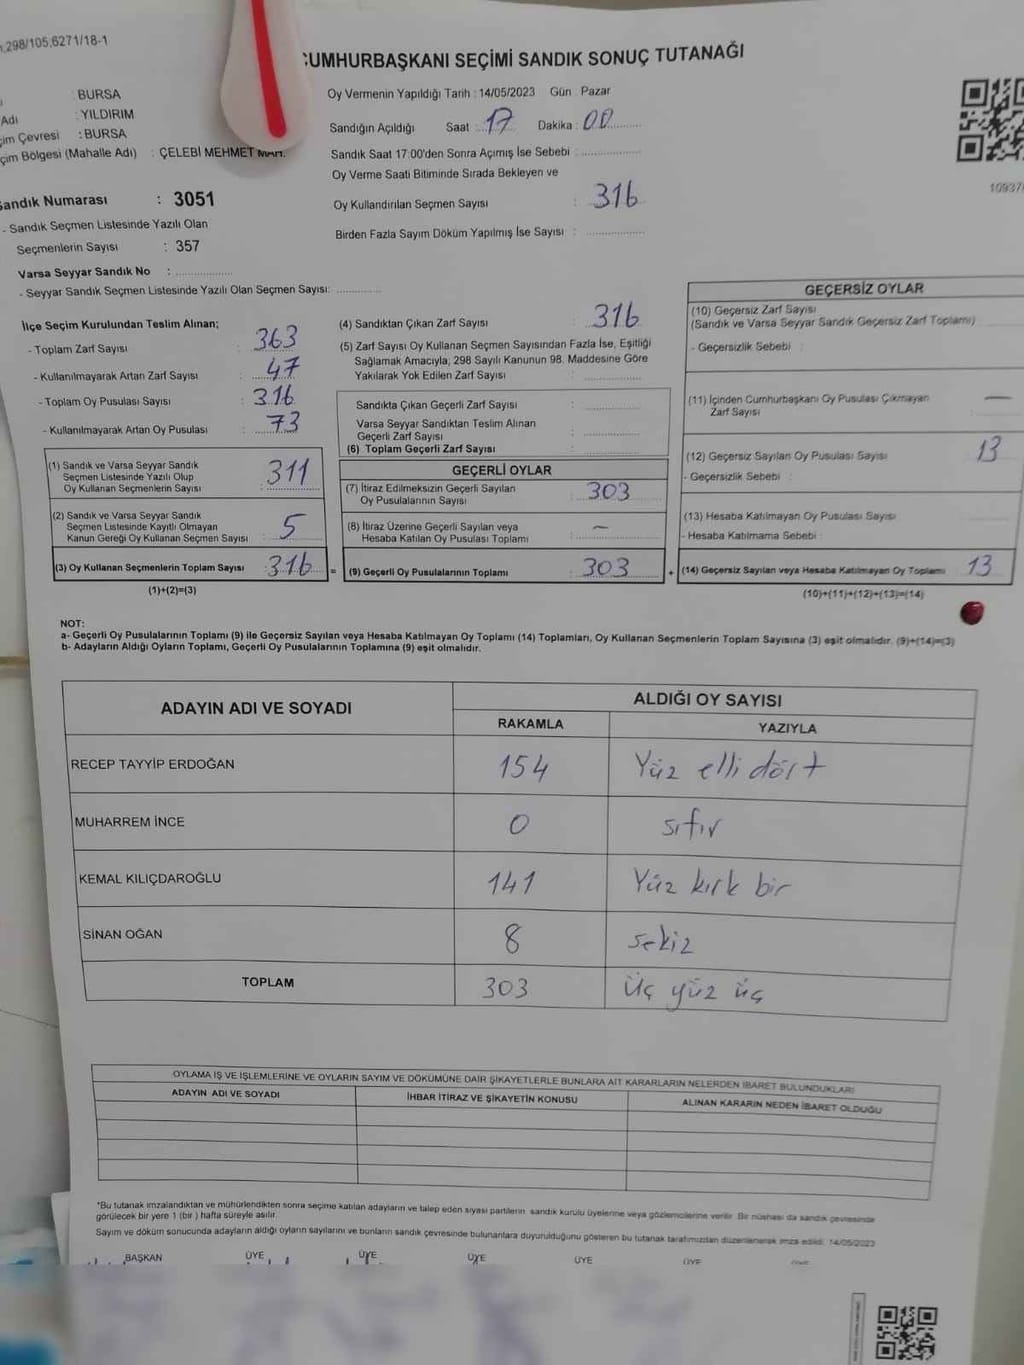 .298/105;6271/18-1
CUMHURBAŞKANI SEÇİMİ SANDIK SONUÇ TUTANAĞI
: BURSA
Adı : YILDIRIM
çim Çevresi : BURSA
çim Bölgesi (Mahalle Adı) : ÇELEBİ MEHMET MAH.
Oy Vermenin Yapıldığı Tarih : 14/05/2023 Gün : Pazar
Sandığın Açıldığı Saat : 17 Dakika : 00
Sandık Saat 17:00'den Sonra Açımış İse Sebebi :
Oy Verme Saati Bitiminde Sırada Bekleyen ve
Oy Kullandırılan Seçmen Sayısı : 316
Birden Fazla Sayım Döküm Yapılmış İse Sayısı :
10937
Sandık Numarası : 3051
- Sandık Seçmen Listesinde Yazılı Olan
Seçmenlerin Sayısı : 357
Varsa Seyyar Sandık No :
- Seyyar Sandık Seçmen Listesinde Yazılı Olan Seçmen Sayısı:
İlçe Seçim Kurulundan Teslim Alınan;
- Toplam Zarf Sayısı : 363
- Kullanılmayarak Artan Zarf Sayısı : 47
- Toplam Oy Pusulası Sayısı : 316
- Kullanılmayarak Artan Oy Pusulası : 73
(1) Sandık ve Varsa Seyyar Sandık
Seçmen Listesinde Yazılı Olup
Oy Kullanan Seçmenlerin Sayısı : 311
(2) Sandık ve Varsa Seyyar Sandık
Seçmen Listesinde Kayıtlı Olmayan
Kanun Gereği Oy Kullanan Seçmen Sayısı : 5
(3) Oy Kullanan Seçmenlerin Toplam Sayısı : 316 =
(1)+(2)=(3)
(4) Sandıktan Çıkan Zarf Sayısı : 316
(5) Zarf Sayısı Oy Kullanan Seçmen Sayısından Fazla İse, Eşitliği
Sağlamak Amacıyla; 298 Sayılı Kanunun 98. Maddesine Göre
Yakılarak Yok Edilen Zarf Sayısı :
Sandıkta Çıkan Geçerli Zarf Sayısı :
Varsa Seyyar Sandıktan Teslim Alınan
Geçerli Zarf Sayısı :
(6) Toplam Geçerli Zarf Sayısı :
GEÇERLİ OYLAR
(7) İtiraz Edilmeksizin Geçerli Sayılan
Oy Pusulalarının Sayısı : 303
(8) İtiraz Üzerine Geçerli Sayılan veya
Hesaba Katılan Oy Pusulası Toplamı : —
(9) Geçerli Oy Pusulalarının Toplamı : 303 +
GEÇERSİZ OYLAR
(10) Geçersiz Zarf Sayısı
(Sandık ve Varsa Seyyar Sandık Geçersiz Zarf Toplamı)
- Geçersizlik Sebebi :
(11) İçinden Cumhurbaşkanı Oy Pusulası Çıkmayan
Zarf Sayısı : —
(12) Geçersiz Sayılan Oy Pusulası Sayısı 13
- Geçersizlik Sebebi :
(13) Hesaba Katılmayan Oy Pusulası Sayısı
- Hesaba Katılmama Sebebi :
(14) Geçersiz Sayılan veya Hesaba Katılmayan Oy Toplamı 13
(10)+(11)+(12)+(13)=(14)
NOT:
a- Geçerli Oy Pusulalarının Toplamı (9) ile Geçersiz Sayılan veya Hesaba Katılmayan Oy Toplamı (14) Toplamları, Oy Kullanan Seçmenlerin Toplam Sayısına (3) eşit olmalıdır. (9)+(14)=(3)
b- Adayların Aldığı Oyların Toplamı, Geçerli Oy Pusulalarının Toplamına (9) eşit olmalıdır.
ADAYIN ADI VE SOYADI ALDIĞI OY SAYISI
RAKAMLA YAZIYLA
RECEP TAYYİP ERDOĞAN 154 Yüz elli dört
MUHARREM İNCE 0 sıfır
KEMAL KILIÇDAROĞLU 141 Yüz kırk bir
SİNAN OĞAN 8 sekiz
TOPLAM 303 Üç yüz üç
OYLAMA İŞ VE İŞLEMLERİNE VE OYLARIN SAYIM VE DÖKÜMÜNE DAİR ŞİKAYETLERLE BUNLARA AİT KARARLARIN NELERDEN İBARET BULUNDUKLARI
ADAYIN ADI VE SOYADI İHBAR İTİRAZ VE ŞİKAYETİN KONUSU ALINAN KARARIN NEDEN İBARET OLDUĞU
*Bu tutanak imzalandıktan ve mühürlendikten sonra seçime katılan adayların ve talep eden siyasi partilerin sandık kurulu üyelerine veya gözlemcilerine verilir. Bir nüshası da sandık çevresinde
görülecek bir yere 1 (bir) hafta süreyle asılır.
Sayım ve döküm sonucunda adayların aldığı oyların sayılarını ve bunların sandık çevresinde bulunanlara duyurulduğunu gösteren bu tutanak tarafımızdan düzenlenerek imza edildi. 14/05/2023
BAŞKAN ÜYE ÜYE ÜYE ÜYE ÜYE